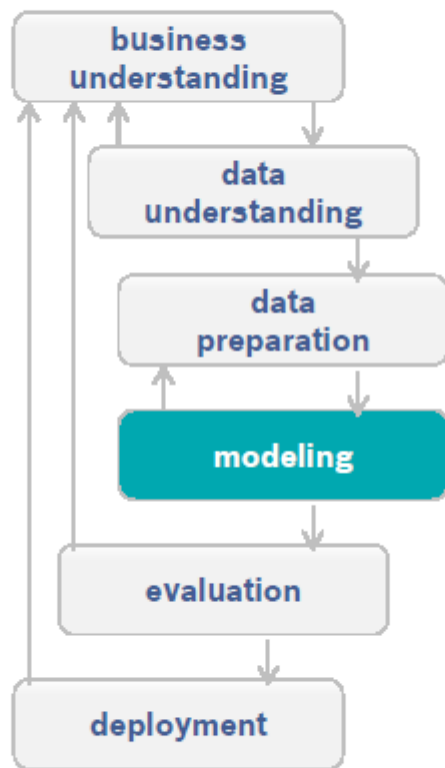 business
understanding
data
understanding
data
preparation
modeling
evaluation
deployment